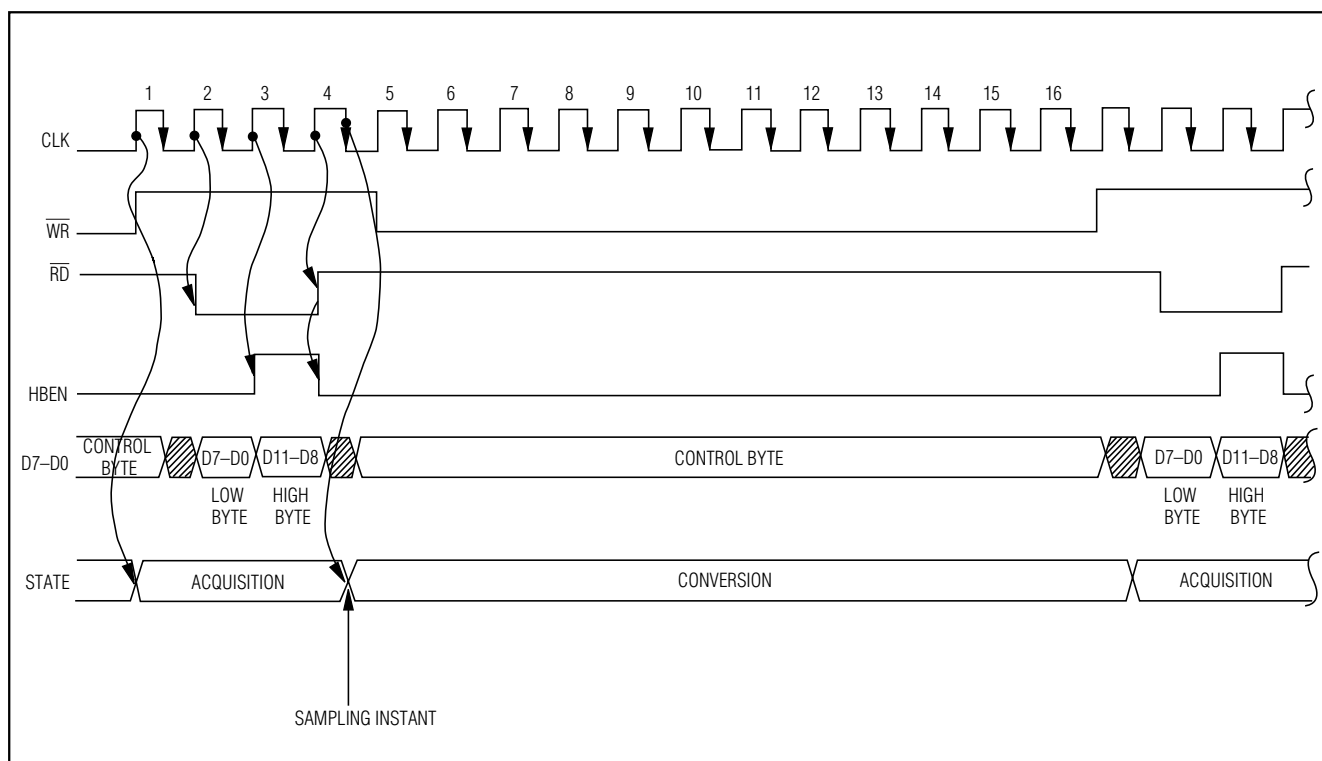 1 2 3 4 5 6 7 8 9 10 11 12 13 14 15 16
CLK
WR
RD
HBEN
D7–D0
CONTROL
BYTE
D7–D0
D11–D8
CONTROL BYTE
D7–D0
D11–D8
LOW
BYTE
HIGH
BYTE
LOW
BYTE
HIGH
BYTE
STATE
ACQUISITION
CONVERSION
ACQUISITION
SAMPLING INSTANT